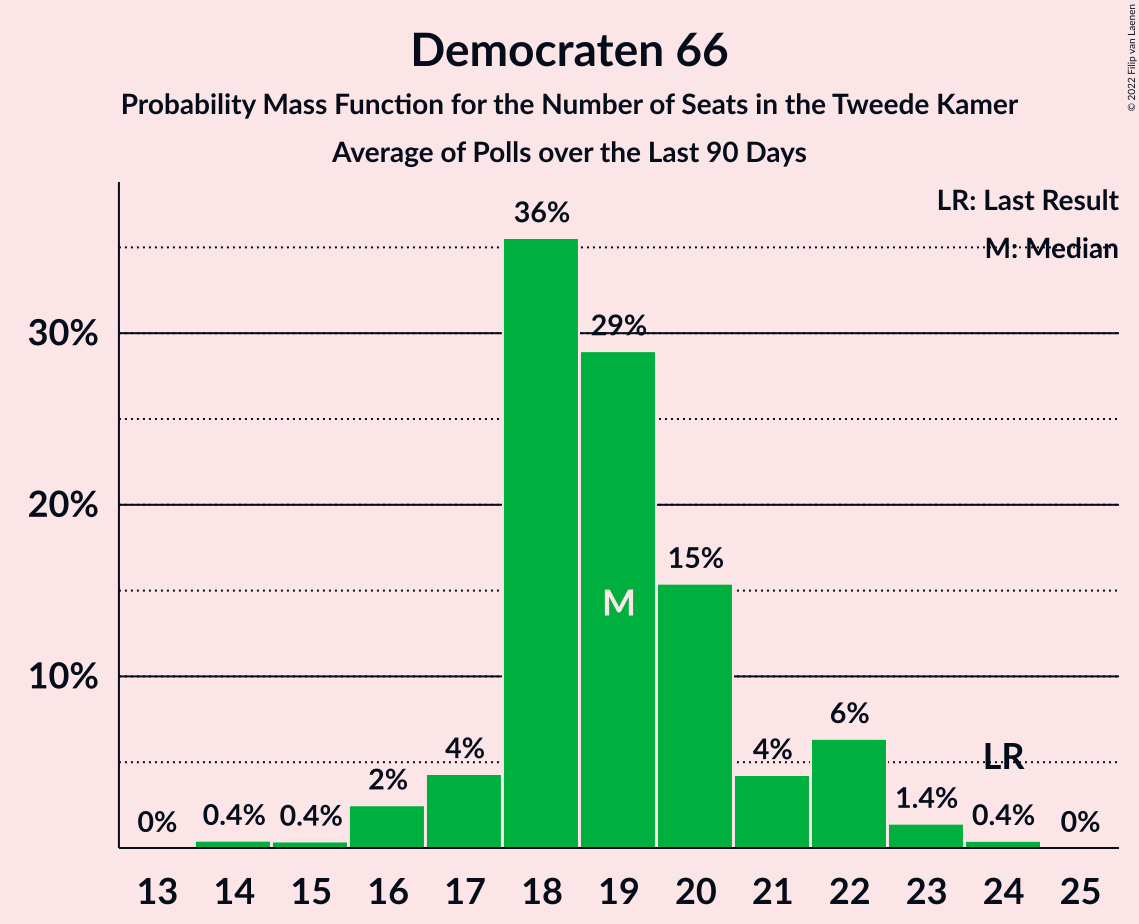 Democraten 66
Probability Mass Function for the Number of Seats in the Tweede Kamer
Average of Polls over the Last 90 Days
© 2022 Filip van Laenen
LR: Last Result
M: Median
30%
20%
10%
0%
0.4%
0.4%
2%
4%
36%
29%
15%
4%
6%
1.4%
0.4%
0%
M
LR
13 14 15 16 17 18 19 20 21 22 23 24 25